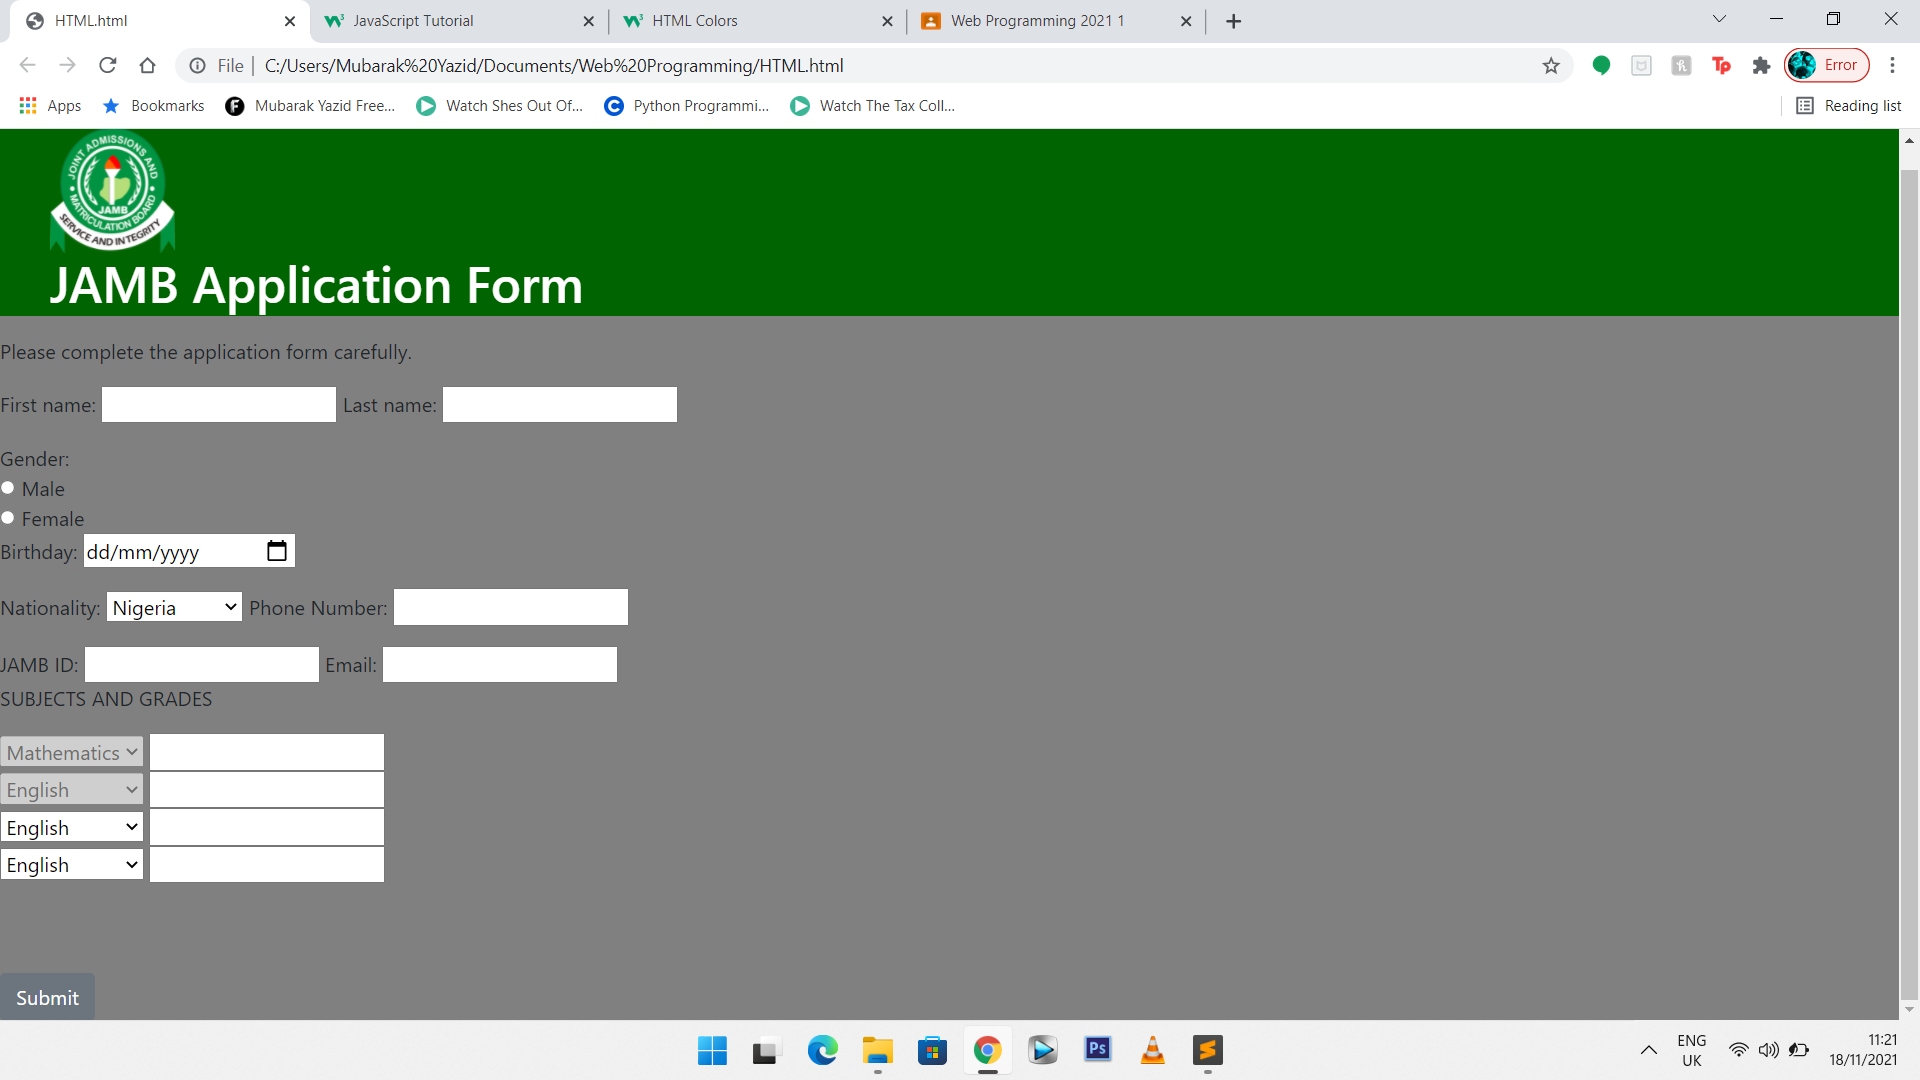 HTML.html
JavaScript Tutorial
HTML Colors
Web Programming 2021 1
File
C:/Users/Mubarak%20Yazid/Documents/Web%20Programming/HTML.html
Error
Apps
Bookmarks
Mubarak Yazid Free...
Watch Shes Out Of...
Python Programmi...
Watch The Tax Coll...
Reading list
JOINT ADMISSIONS AND
MATRICULATION BOARD
JAMB
SERVICE AND INTEGRITY
JAMB Application Form
Please complete the application form carefully.
First name: Last name:
Gender:
Male
Female
Birthday: dd/mm/yyyy
Nationality: Nigeria Phone Number:
JAMB ID: Email:
SUBJECTS AND GRADES
Mathematics
English
English
English
Submit
Ps
ENG
UK
11:21
18/11/2021